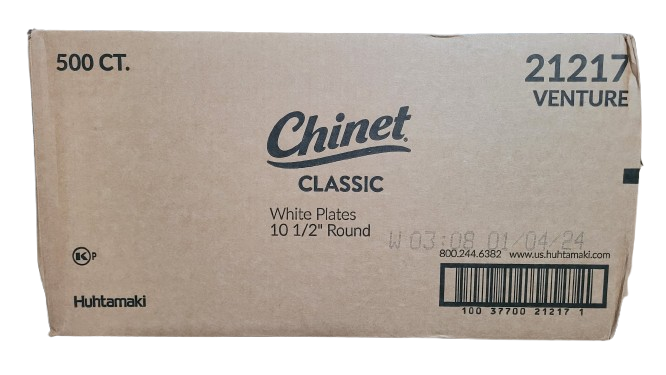 500 CT.
21217
VENTURE
Chinet
CLASSIC
White Plates
10 1/2" Round
W 03:08 01/04/24
800.244.6382 www.us.huhtamaki.com
K P
Huhtamaki
100 37700 21217 1